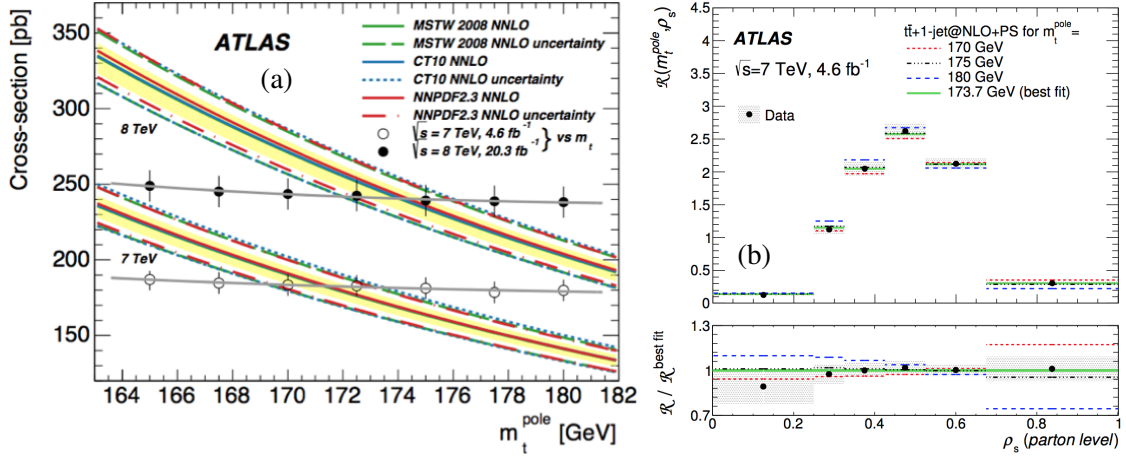 Cross-section [pb]
350
300
250
200
150
ATLAS
(a)
MSTW 2008 NNLO
MSTW 2008 NNLO uncertainty
CT10 NNLO
CT10 NNLO uncertainty
NNPDF2.3 NNLO
NNPDF2.3 NNLO uncertainty
√s = 7 TeV, 4.6 fb⁻¹
√s = 8 TeV, 20.3 fb⁻¹ } vs m_t
8 TeV
7 TeV
164 166 168 170 172 174 176 178 180 182
m_t^pole [GeV]
R(m_t^pole, ρ_s)
4.5
4
3.5
3
2.5
2
1.5
1
0.5
0
ATLAS
√s=7 TeV, 4.6 fb⁻¹
Data
tt̄+1-jet@NLO+PS for m_t^pole =
170 GeV
175 GeV
180 GeV
173.7 GeV (best fit)
(b)
R / R^best fit
1.3
1
0.7
0 0.2 0.4 0.6 0.8 1
ρ_s (parton level)